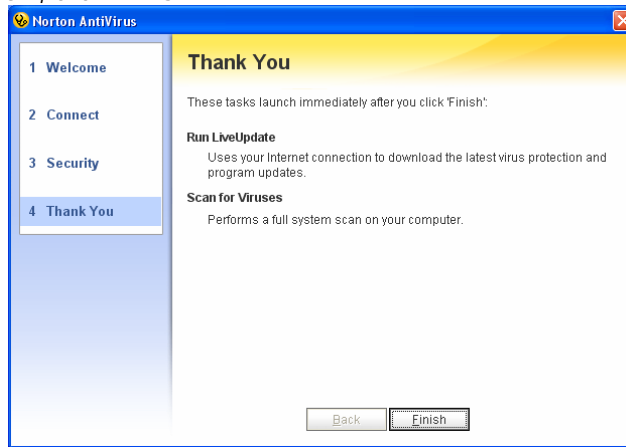 Norton AntiVirus
1 Welcome
2 Connect
3 Security
4 Thank You
Thank You
These tasks launch immediately after you click 'Finish':
Run LiveUpdate
Uses your Internet connection to download the latest virus protection and
program updates.
Scan for Viruses
Performs a full system scan on your computer.
Back
Finish